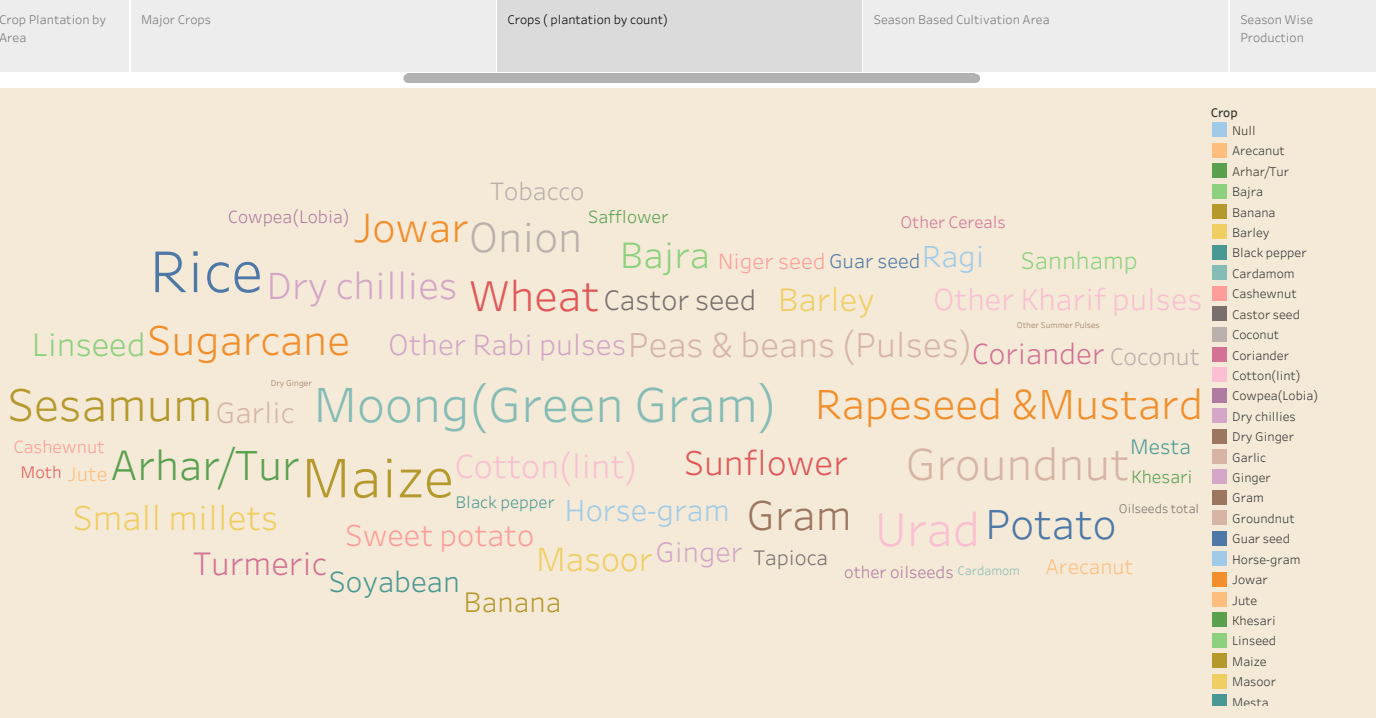 Crop Plantation by
Area
Major Crops
Crops ( plantation by count)
Season Based Cultivation Area
Season Wise
Production
Tobacco
Cowpea(Lobia)
Jowar
Onion
Safflower
Other Cereals
Rice
Dry chillies
Wheat
Bajra
Niger seed
Guar seed
Ragi
Sannhamp
Castor seed
Barley
Other Kharif pulses
Linseed
Sugarcane
Other Rabi pulses
Peas & beans (Pulses)
Other Summer Pulses
Coriander
Coconut
Sesamum
Dry Ginger
Garlic
Moong(Green Gram)
Rapeseed &Mustard
Cashewnut
Moth
Jute
Arhar/Tur
Maize
Cotton(lint)
Sunflower
Groundnut
Mesta
Khesari
Small millets
Black pepper
Horse-gram
Gram
Urad
Potato
Oilseeds total
Sweet potato
Turmeric
Soyabean
Masoor
Ginger
Tapioca
other oilseeds
Cardamom
Arecanut
Banana
Crop
Null
Arecanut
Arhar/Tur
Bajra
Banana
Barley
Black pepper
Cardamom
Cashewnut
Castor seed
Coconut
Coriander
Cotton(lint)
Cowpea(Lobia)
Dry chillies
Dry Ginger
Garlic
Ginger
Gram
Groundnut
Guar seed
Horse-gram
Jowar
Jute
Khesari
Linseed
Maize
Masoor
Mesta